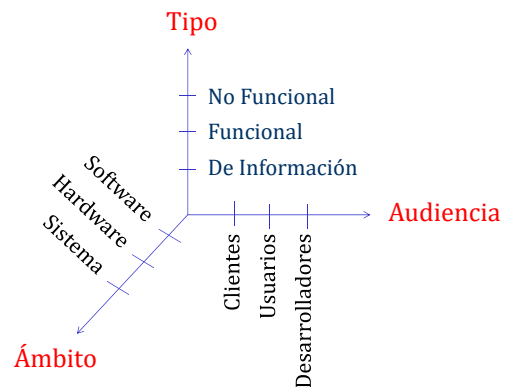 Tipo
No Funcional
Funcional
De Información
Software
Hardware
Sistema
Audiencia
Clientes
Usuarios
Desarrolladores
Ámbito